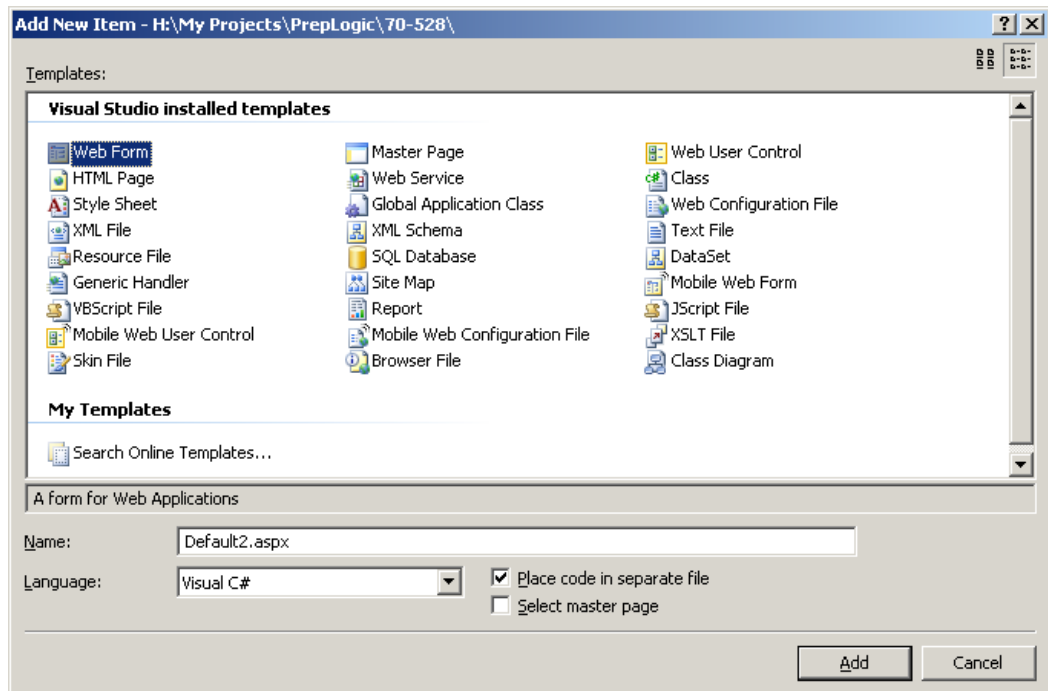 Add New Item - H:\My Projects\PrepLogic\70-528\
Templates:
Visual Studio installed templates
Web Form Master Page Web User Control
HTML Page Web Service Class
Style Sheet Global Application Class Web Configuration File
XML File XML Schema Text File
Resource File SQL Database DataSet
Generic Handler Site Map Mobile Web Form
VBScript File Report JScript File
Mobile Web User Control Mobile Web Configuration File XSLT File
Skin File Browser File Class Diagram
My Templates
Search Online Templates...
A form for Web Applications
Name: Default2.aspx
Language: Visual C# Place code in separate file
Select master page
Add Cancel